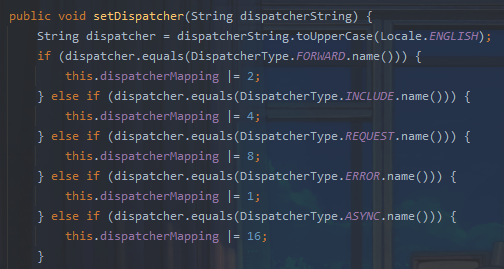 public void setDispatcher(String dispatcherString) {
    String dispatcher = dispatcherString.toUpperCase(Locale.ENGLISH);
    if (dispatcher.equals(DispatcherType.FORWARD.name())) {
        this.dispatcherMapping |= 2;
    } else if (dispatcher.equals(DispatcherType.INCLUDE.name())) {
        this.dispatcherMapping |= 4;
    } else if (dispatcher.equals(DispatcherType.REQUEST.name())) {
        this.dispatcherMapping |= 8;
    } else if (dispatcher.equals(DispatcherType.ERROR.name())) {
        this.dispatcherMapping |= 1;
    } else if (dispatcher.equals(DispatcherType.ASYNC.name())) {
        this.dispatcherMapping |= 16;
    }